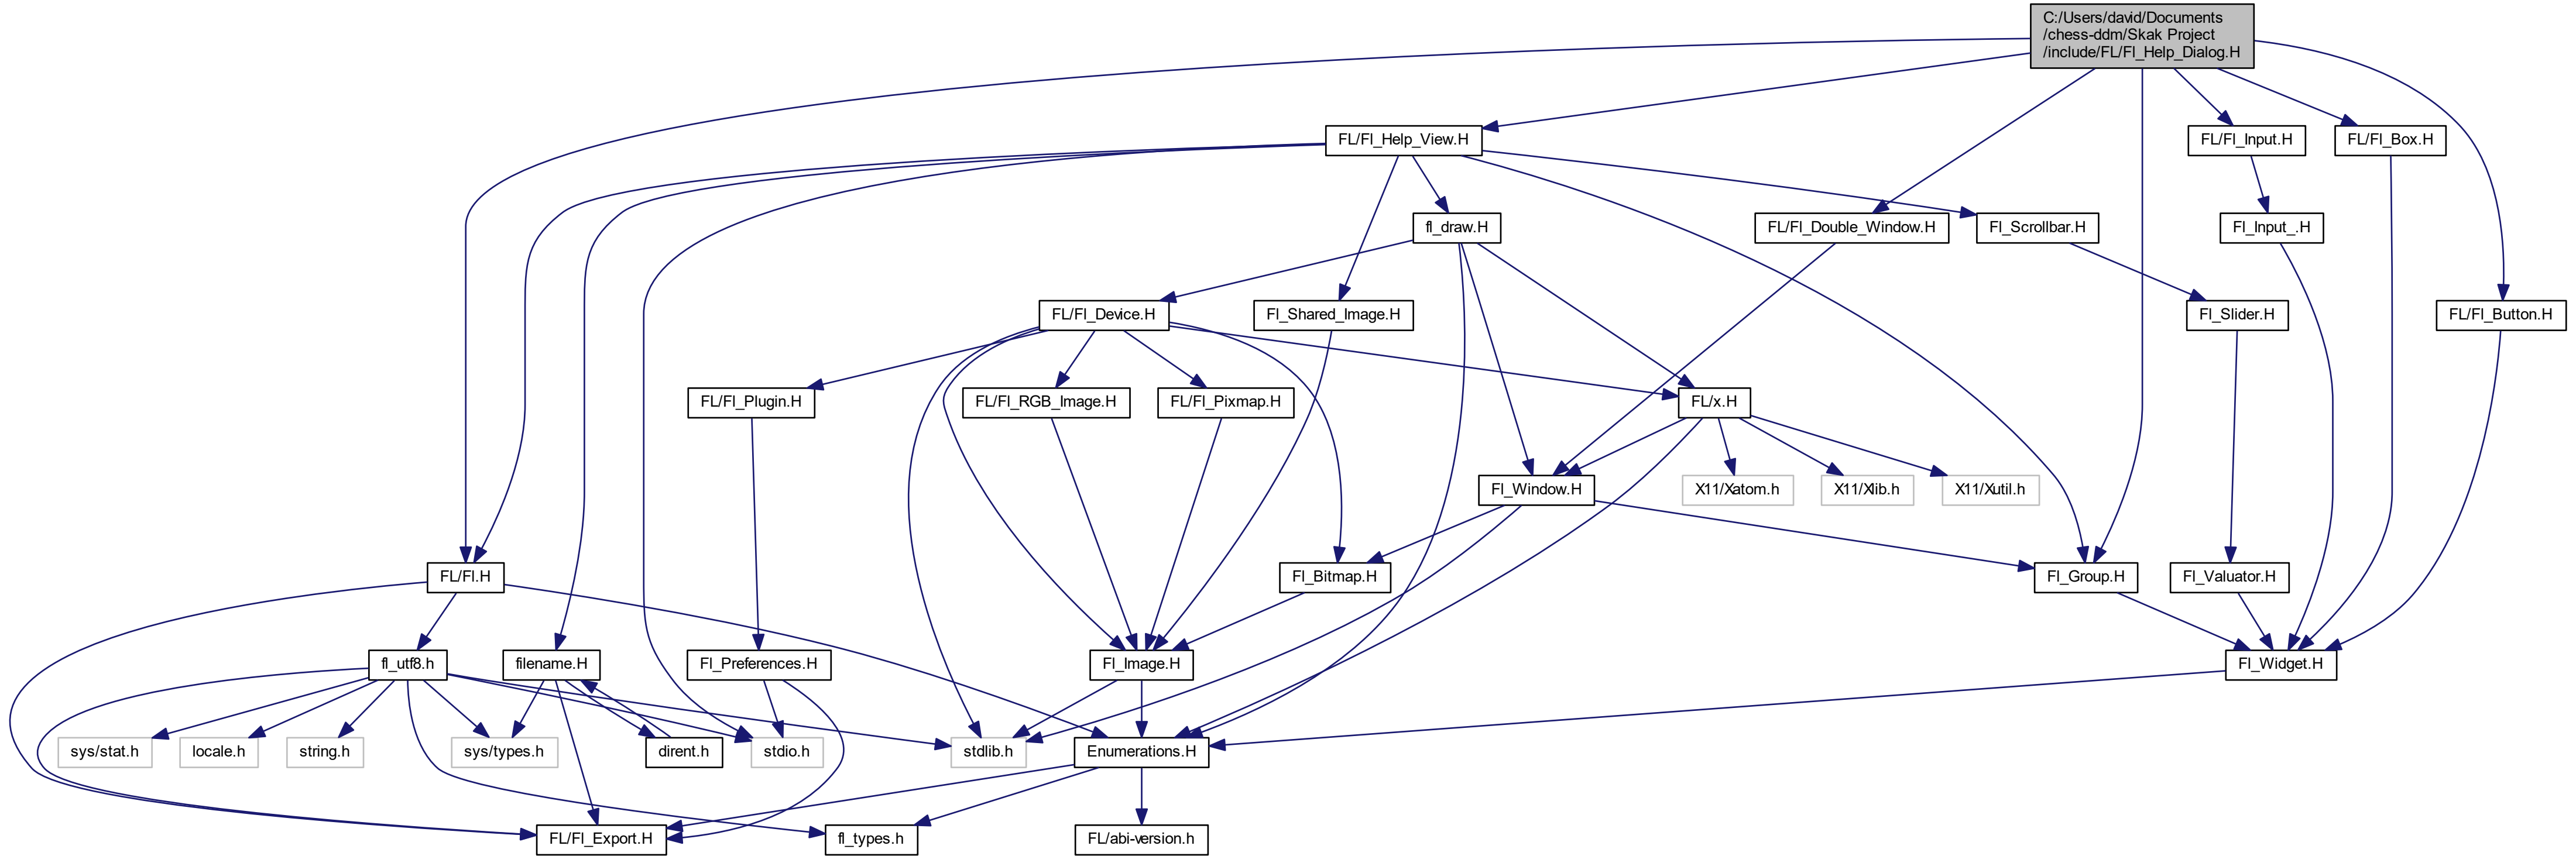 C:/Users/david/Documents
/chess-ddm/Skak Project
/include/FL/Fl_Help_Dialog.H
FL/Fl_Help_View.H
FL/Fl_Input.H
FL/Fl_Box.H
fl_draw.H
FL/Fl_Double_Window.H
Fl_Scrollbar.H
Fl_Input_.H
FL/Fl_Device.H
Fl_Shared_Image.H
Fl_Slider.H
FL/Fl_Button.H
FL/Fl_Plugin.H
FL/Fl_RGB_Image.H
FL/Fl_Pixmap.H
FL/x.H
Fl_Window.H
X11/Xatom.h
X11/Xlib.h
X11/Xutil.h
FL/Fl.H
Fl_Bitmap.H
Fl_Group.H
Fl_Valuator.H
fl_utf8.h
filename.H
Fl_Preferences.H
Fl_Image.H
Fl_Widget.H
sys/stat.h
locale.h
string.h
sys/types.h
dirent.h
stdio.h
stdlib.h
Enumerations.H
FL/Fl_Export.H
fl_types.h
FL/abi-version.h